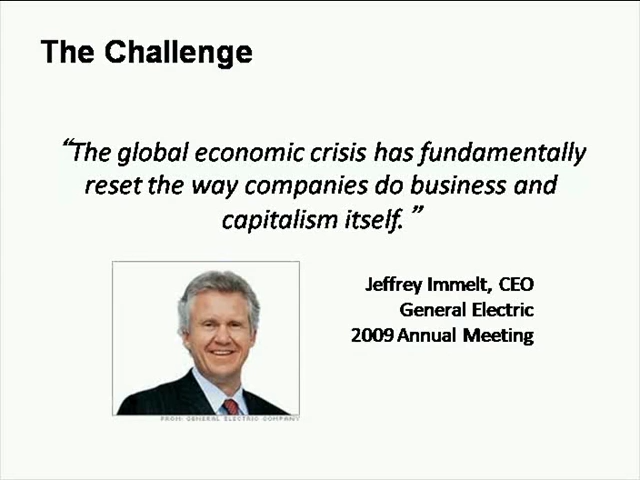 The Challenge
“The global economic crisis has fundamentally
reset the way companies do business and
capitalism itself.”
Jeffrey Immelt, CEO
General Electric
2009 Annual Meeting
FROM: GENERAL ELECTRIC COMPANY